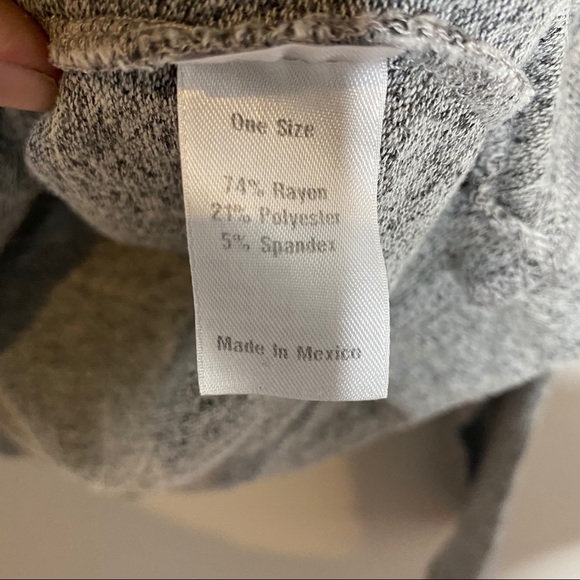 One Size
74% Rayon
21% Polyester
5% Spandex
Made In Mexico